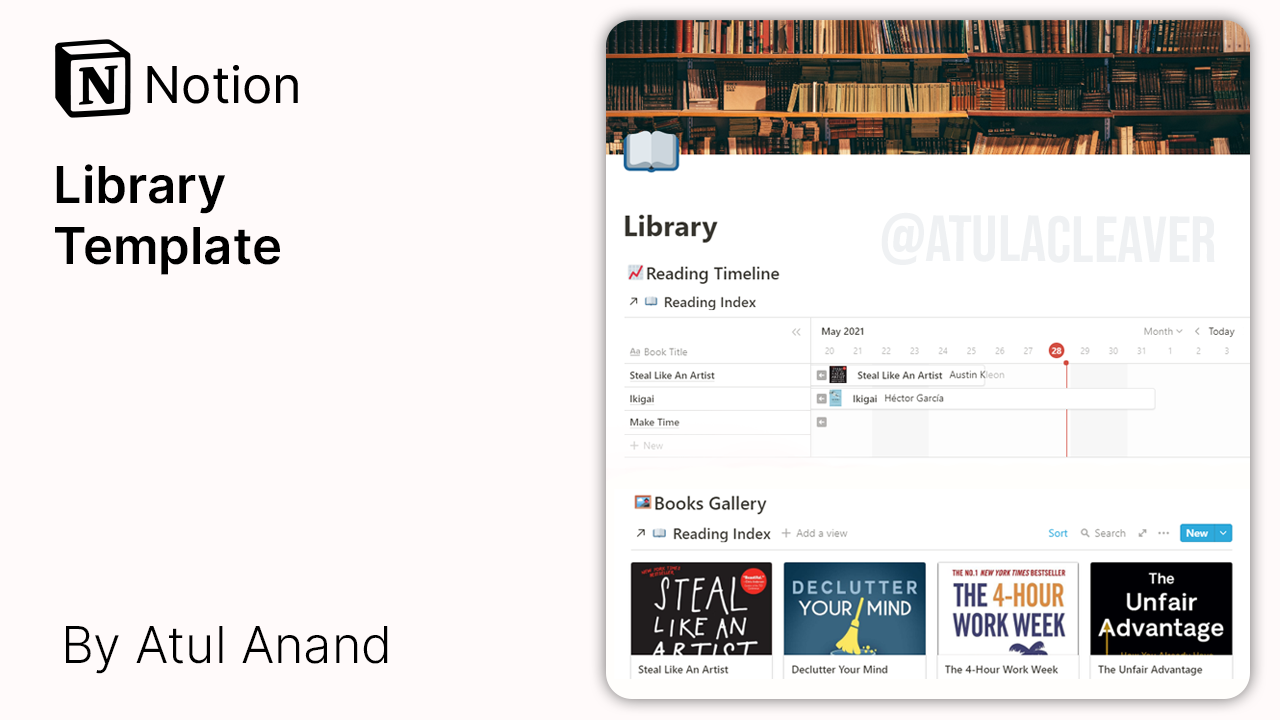 Notion
Library
Template
By Atul Anand
Library
@ATULACLEAVER
Reading Timeline
Reading Index
May 2021
Month
Today
Aa Book Title
20 21 22 23 24 25 26 27 28 29 30 31 1 2 3
Steal Like An Artist
Steal Like An Artist Austin Kleon
Ikigai
Ikigai Héctor García
Make Time
+ New
Books Gallery
Reading Index
+ Add a view
Sort
Search
New
NEW YORK TIMES BESTSELLER
STEAL
LIKE AN
ARTIST
Steal Like An Artist
DECLUTTER
YOUR MIND
Declutter Your Mind
THE NO.1 NEW YORK TIMES BESTSELLER
THE 4-HOUR
WORK WEEK
The 4-Hour Work Week
The
Unfair
Advantage
The Unfair Advantage